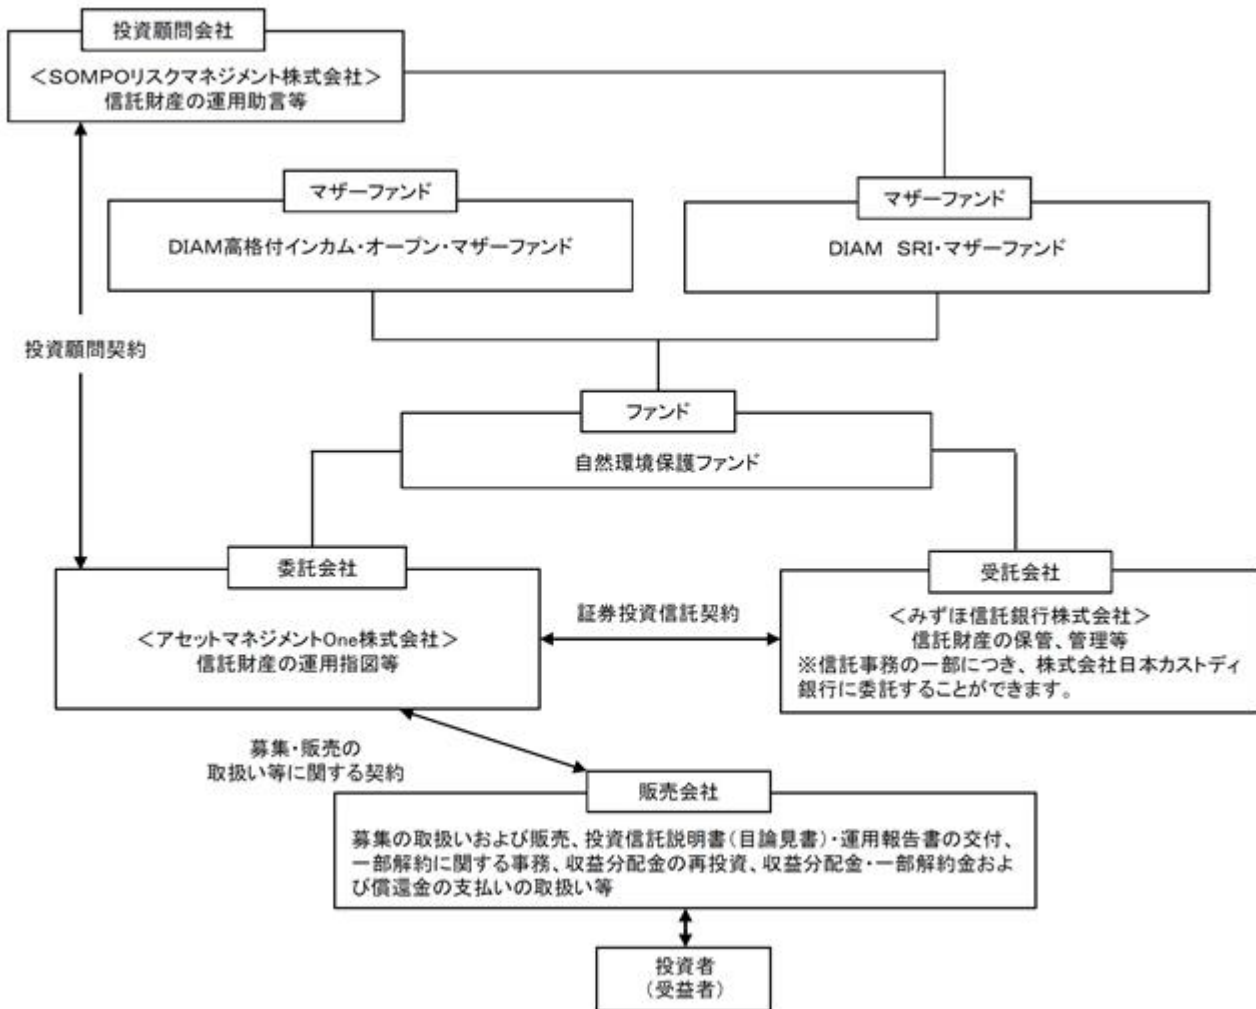 投資顧問会社
＜SOMPOリスクマネジメント株式会社＞
信託財産の運用助言等
マザーファンド
DIAM高格付インカム・オープン・マザーファンド
マザーファンド
DIAM SRI・マザーファンド
投資顧問契約
ファンド
自然環境保護ファンド
委託会社
＜アセットマネジメントOne株式会社＞
信託財産の運用指図等
証券投資信託契約
受託会社
＜みずほ信託銀行株式会社＞
信託財産の保管、管理等
※信託事務の一部につき、株式会社日本カストディ
銀行に委託することができます。
募集・販売の
取扱い等に関する契約
販売会社
募集の取扱いおよび販売、投資信託説明書（目論見書）・運用報告書の交付、
一部解約に関する事務、収益分配金の再投資、収益分配金・一部解約金およ
び償還金の支払いの取扱い等
投資者
（受益者）